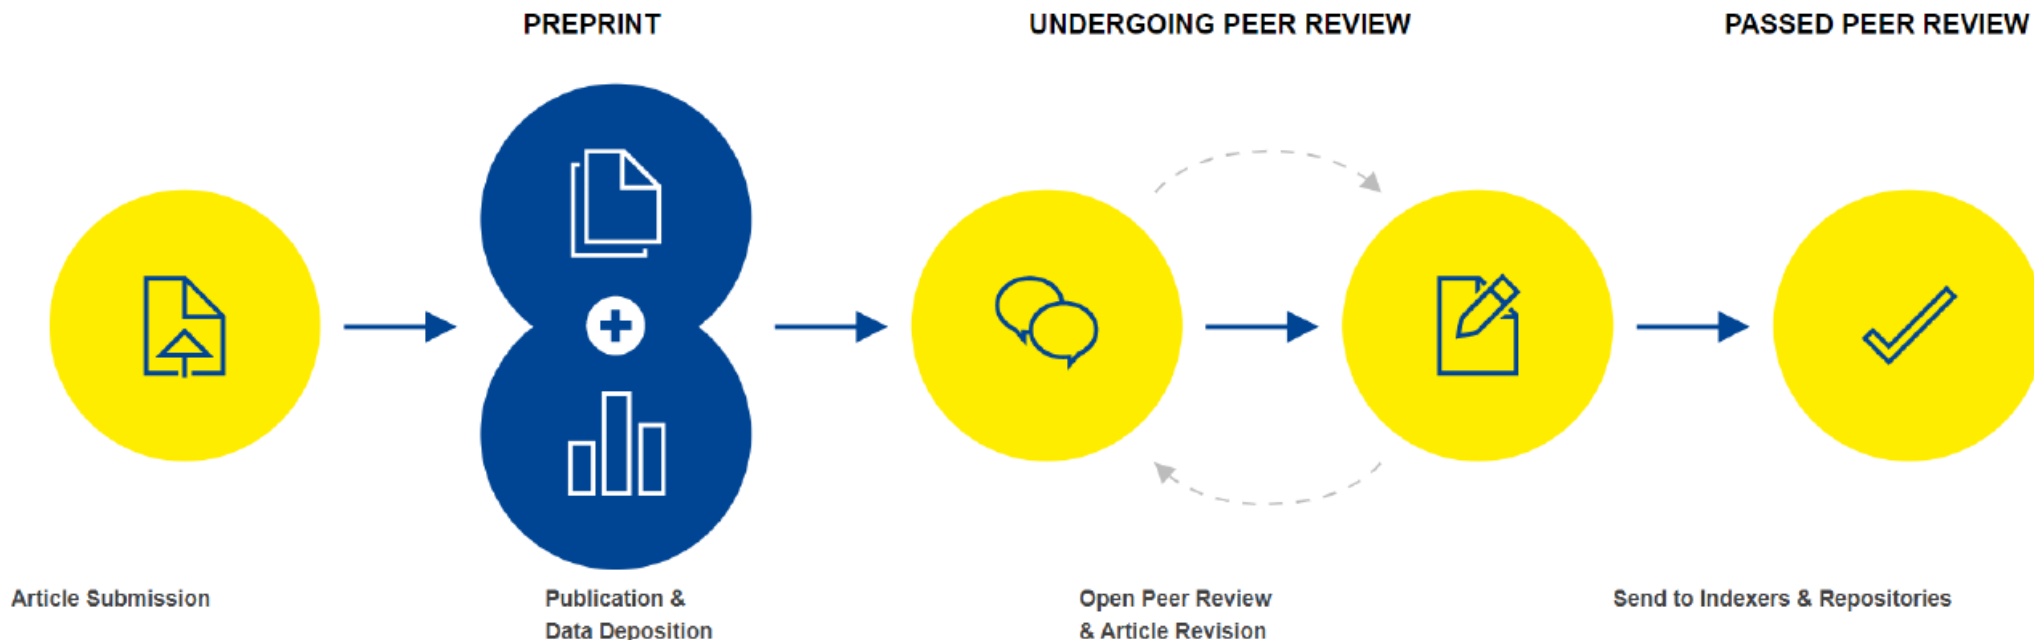 PREPRINT
UNDERGOING PEER REVIEW
PASSED PEER REVIEW
Article Submission
Publication &
Data Deposition
Open Peer Review
& Article Revision
Send to Indexers & Repositories